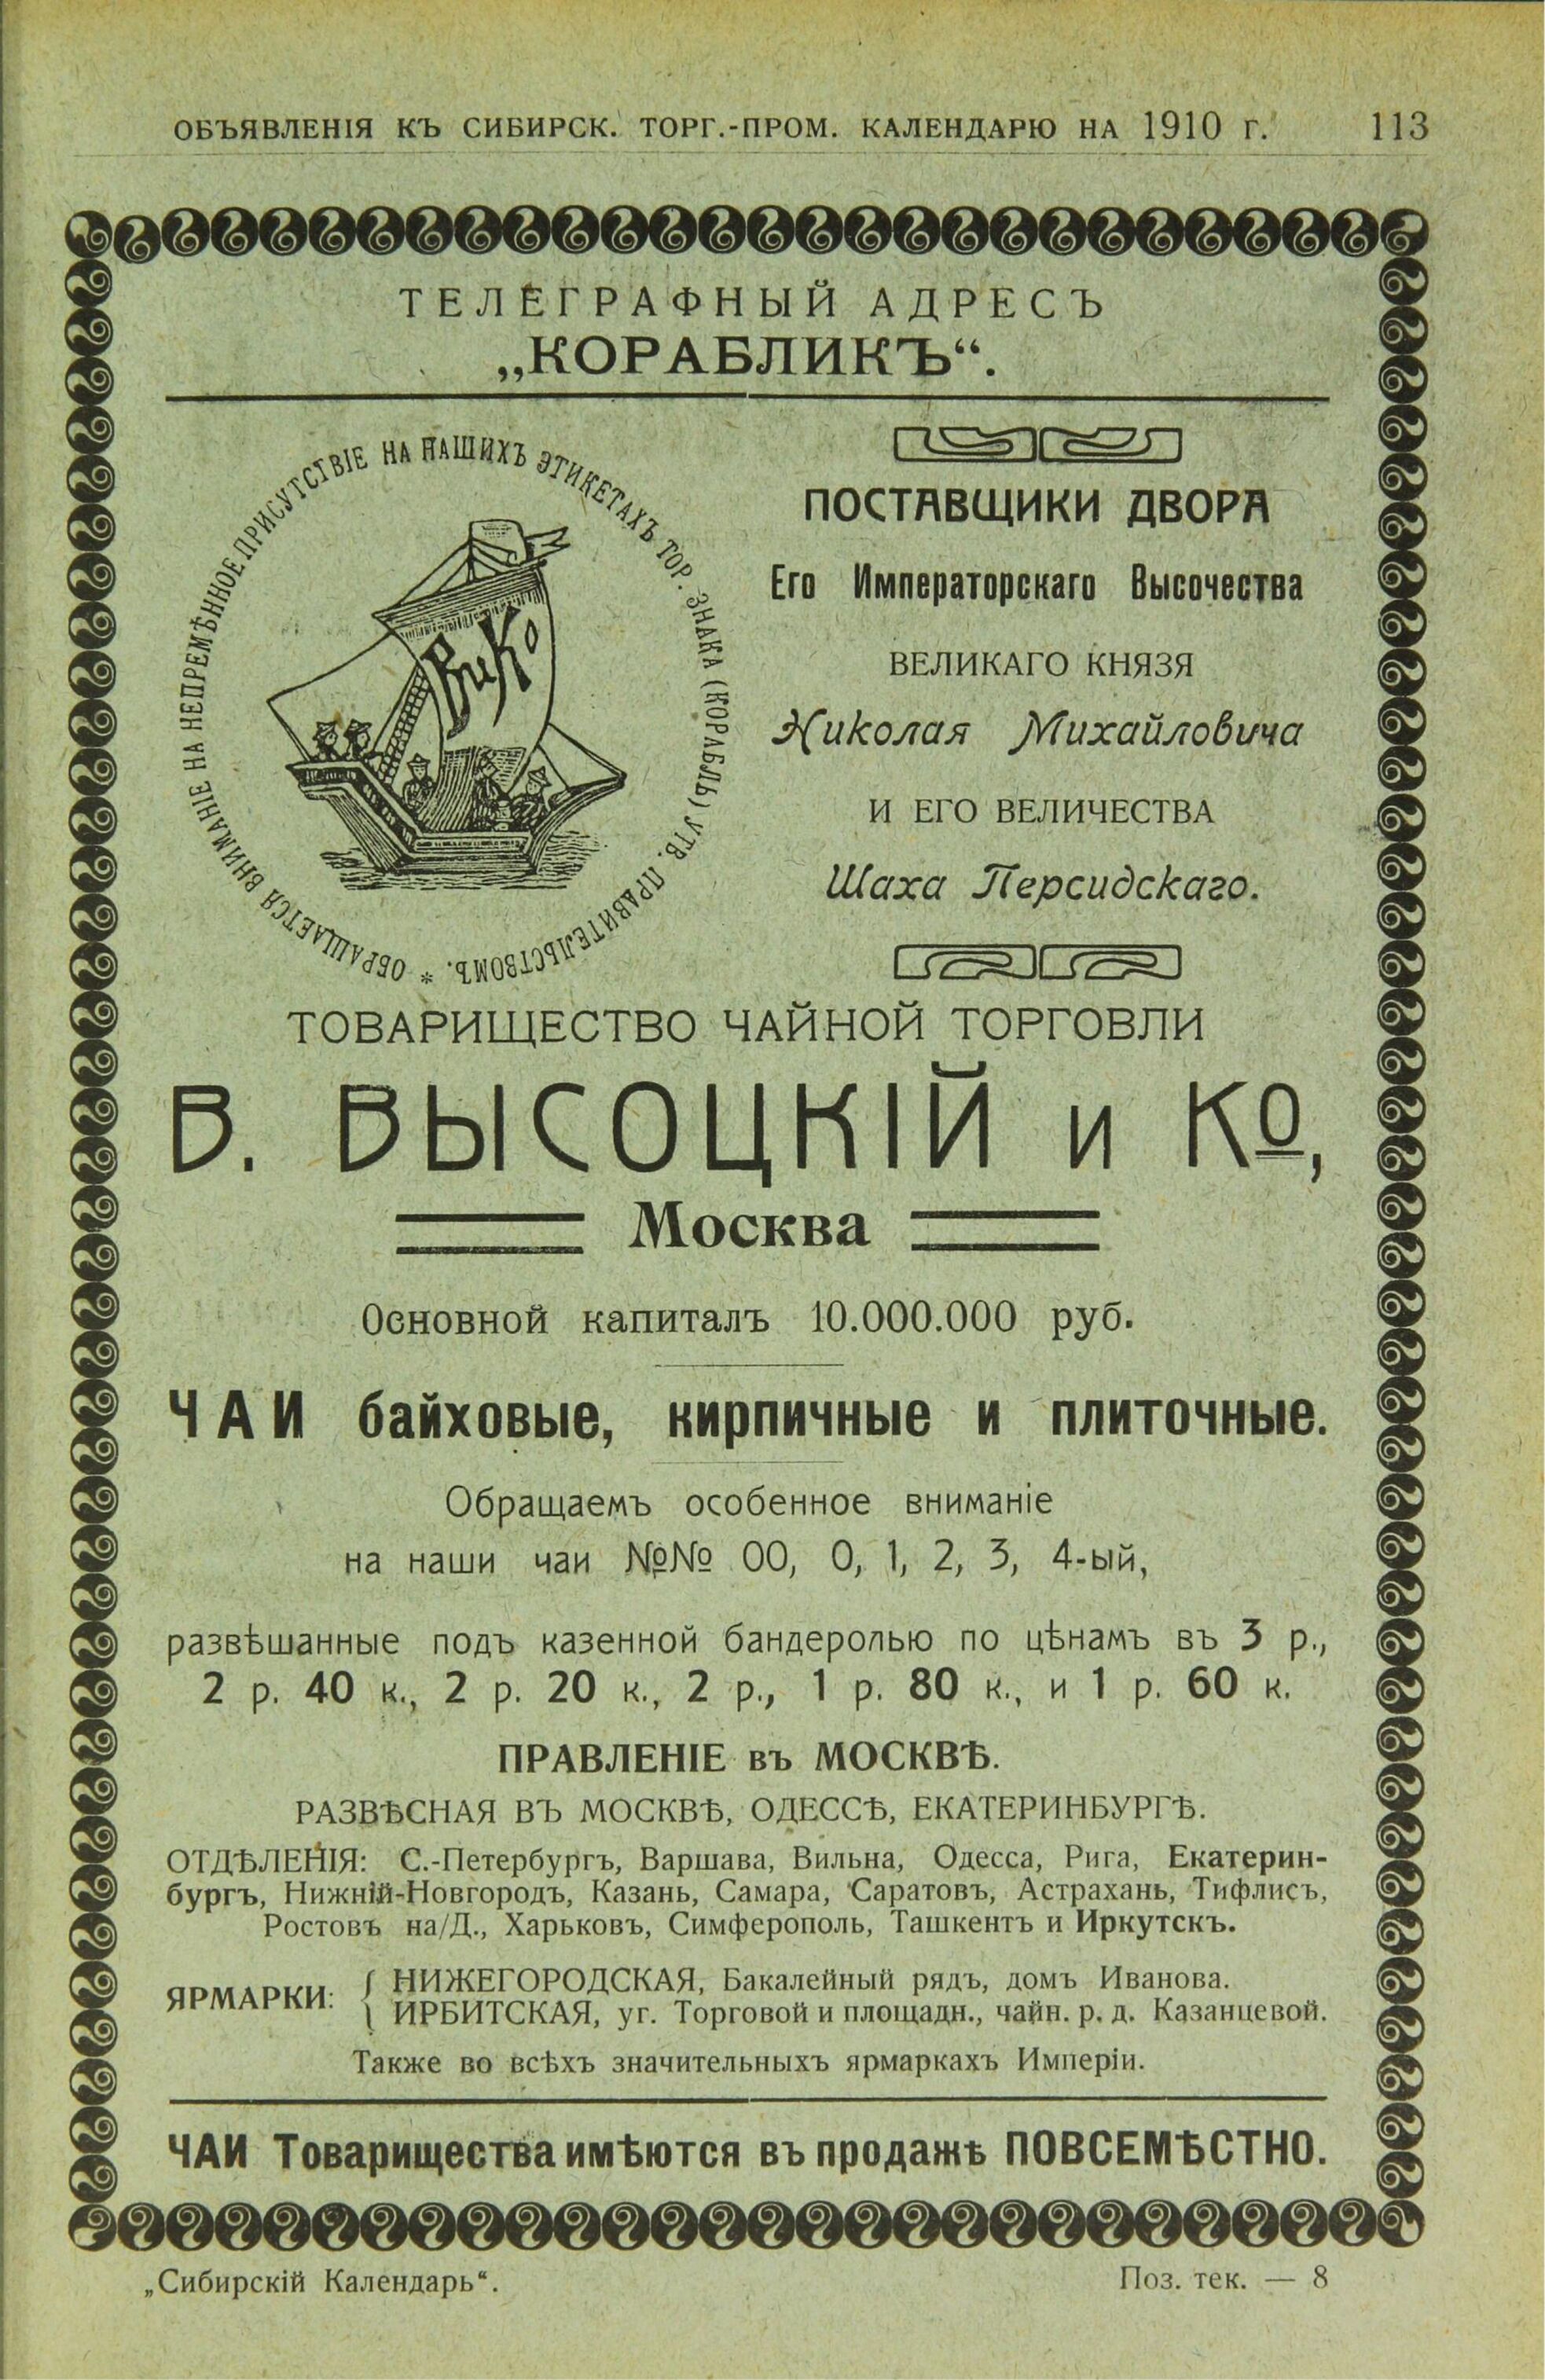 ОБЪЯВЛЕНІЯ КЪ СИБИРСК. ТОРГ.-ПРОМ. КАЛЕНДАРЮ НА 1910 г. 113
ТЕЛЕГРАФНЫЙ АДРЕСЪ
„КОРАБЛИКЪ“.
ОБРАЩАЕТСЯ ВНИМАНІЕ НА НЕПРЕМѢННОЕ ПРИСУТСТВІЕ НА НАШИХЪ ЭТИКЕТАХЪ ТОР. ЗНАКА (КОРАБЛЬ) УТВ. ПРАВИТЕЛЬСТВОМЪ. *
ВиКо
ПОСТАВЩИКИ ДВОРА
Его Императорскаго Высочества
ВЕЛИКАГО КНЯЗЯ
Николая Михайловича
И ЕГО ВЕЛИЧЕСТВА
Шаха Персидскаго.
ТОВАРИЩЕСТВО ЧАЙНОЙ ТОРГОВЛИ
В. ВЫСОЦКІЙ и Ко,
Москва
Основной капиталъ 10.000.000 руб.
ЧАИ байховые, кирпичные и плиточные.
Обращаемъ особенное вниманіе
на наши чаи №№ 00, 0, 1, 2, 3, 4-ый,
развѣшанные подъ казенной бандеролью по цѣнамъ въ 3 р.,
2 р. 40 к., 2 р. 20 к., 2 р., 1 р. 80 к., и 1 р. 60 к.
ПРАВЛЕНІЕ въ МОСКВѢ.
РАЗВѢСНАЯ ВЪ МОСКВѢ, ОДЕССѢ, ЕКАТЕРИНБУРГѢ.
ОТДѢЛЕНІЯ: С.-Петербургъ, Варшава, Вильна, Одесса, Рига, Екатерин-
бургъ, Нижній-Новгородъ, Казань, Самара, Саратовъ, Астрахань, Тифлисъ,
Ростовъ на/Д., Харьковъ, Симферополь, Ташкентъ и Иркутскъ.
ЯРМАРКИ: { НИЖЕГОРОДСКАЯ, Бакалейный рядъ, домъ Иванова.
ИРБИТСКАЯ, уг. Торговой и площадн., чайн. р. д. Казанцевой.
Также во всѣхъ значительныхъ ярмаркахъ Имперіи.
ЧАИ Товарищества имѣются въ продажѣ ПОВСЕМѢСТНО.
„Сибирскій Календарь“. Поз. тек. — 8